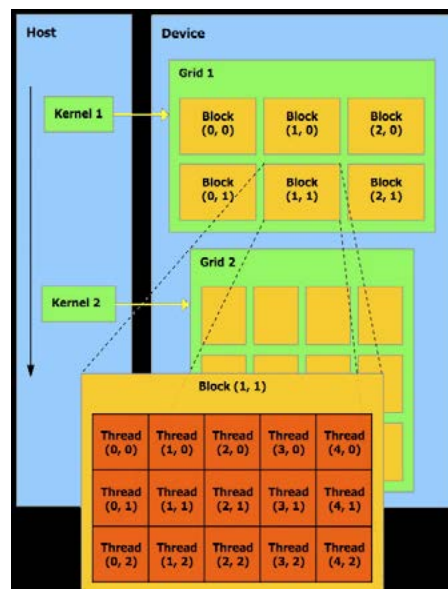 Host
Device
Grid 1
Kernel 1
Block
(0, 0)
Block
(1, 0)
Block
(2, 0)
Block
(0, 1)
Block
(1, 1)
Block
(2, 1)
Grid 2
Kernel 2
Block (1, 1)
Thread
(0, 0)
Thread
(1, 0)
Thread
(2, 0)
Thread
(3, 0)
Thread
(4, 0)
Thread
(0, 1)
Thread
(1, 1)
Thread
(2, 1)
Thread
(3, 1)
Thread
(4, 1)
Thread
(0, 2)
Thread
(1, 2)
Thread
(2, 2)
Thread
(3, 2)
Thread
(4, 2)